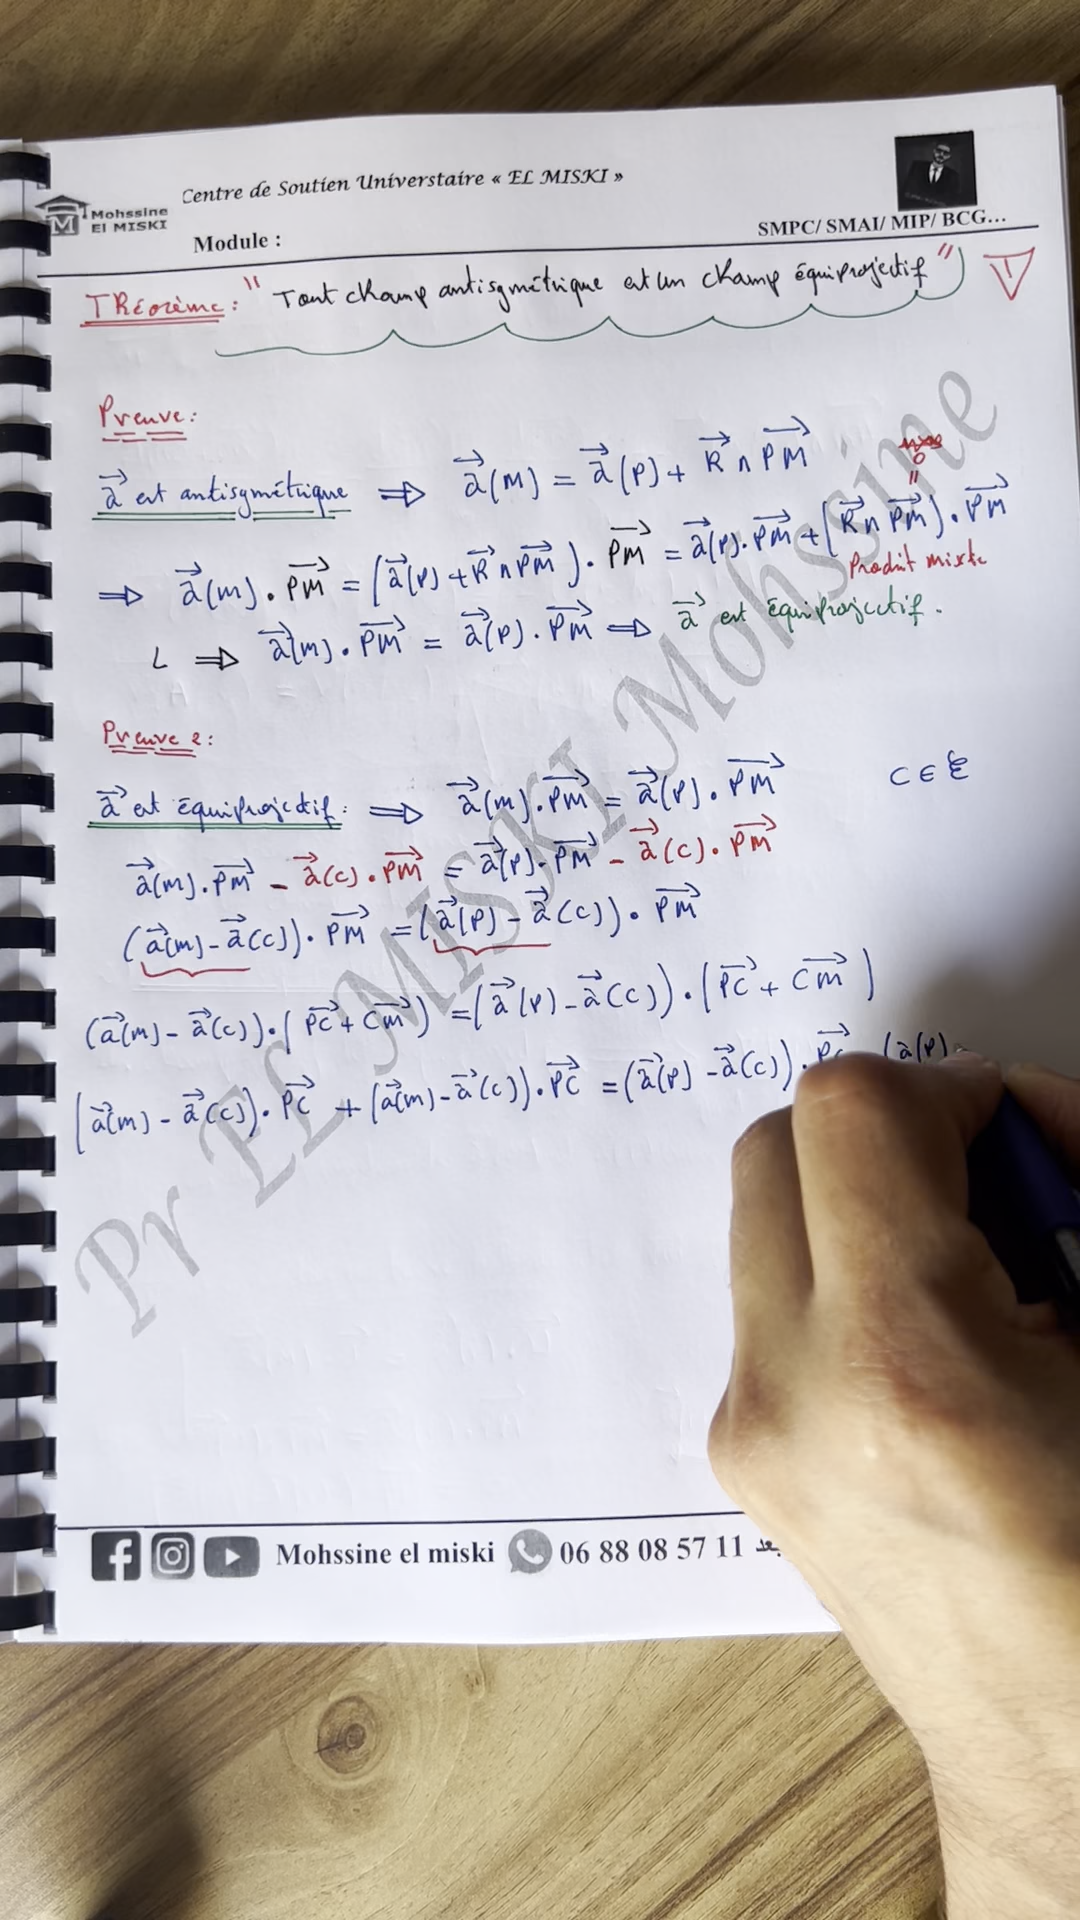 Centre de Soutien Universtaire « EL MISKI »
Mohssine
El MISKI
Module :
SMPC/ SMAI/ MIP/ BCG...
Théorème : " Tout champ antisymétrique est un champ équiprojectif "
Preuve :
a⃗ est antisymétrique ⇒ a⃗(M) = a⃗(P) + R⃗ ∧ PM⃗
0
=
⇒ a⃗(M) . PM⃗ = (a⃗(P) + R⃗ ∧ PM⃗) . PM⃗ = a⃗(P) . PM⃗ + (R⃗ ∧ PM⃗) . PM⃗
Produit mixte
⇒ a⃗(M) . PM⃗ = a⃗(P) . PM⃗ ⇒ a⃗ est équiprojectif .
Preuve 2 :
a⃗ est équiprojectif : ⇒ a⃗(M) . PM⃗ = a⃗(P) . PM⃗ C ∈ ℰ
a⃗(M) . PM⃗ - a⃗(C) . PM⃗ = a⃗(P) . PM⃗ - a⃗(C) . PM⃗
(a⃗(M) - a⃗(C)) . PM⃗ = (a⃗(P) - a⃗(C)) . PM⃗
(a⃗(M) - a⃗(C)) . (PC⃗ + CM⃗) = (a⃗(P) - a⃗(C)) . (PC⃗ + CM⃗)
(a⃗(M) - a⃗(C)) . PC⃗ + (a⃗(M) - a⃗(C)) . PC⃗ = (a⃗(P) - a⃗(C)) . PC⃗ (a⃗(P)
Pr EL MISKI Mohssine
Mohssine el miski 06 88 08 57 11